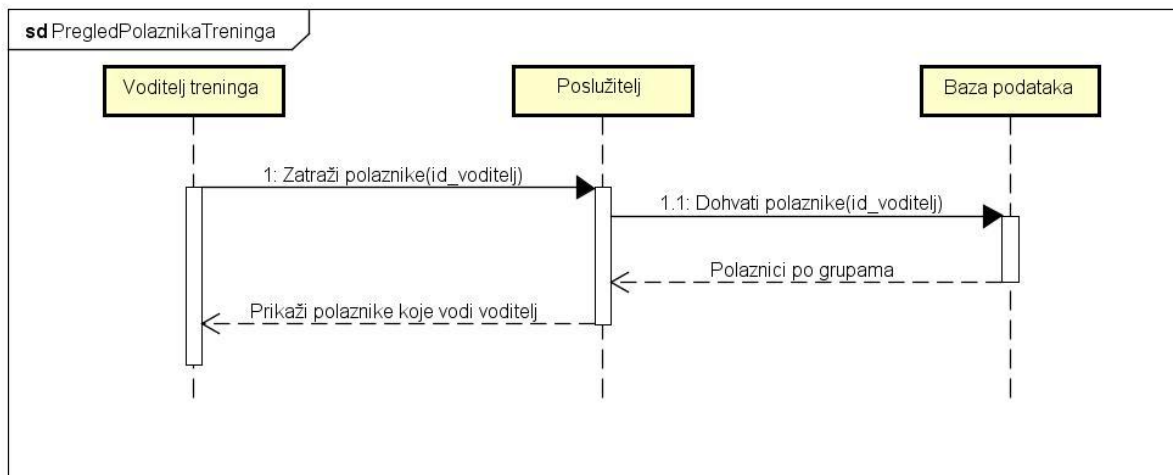 sd PregledPolaznikaTreninga
Voditelj treninga
Poslužitelj
Baza podataka
1: Zatraži polaznike(id_voditelj)
1.1: Dohvati polaznike(id_voditelj)
Polaznici po grupama
Prikaži polaznike koje vodi voditelj